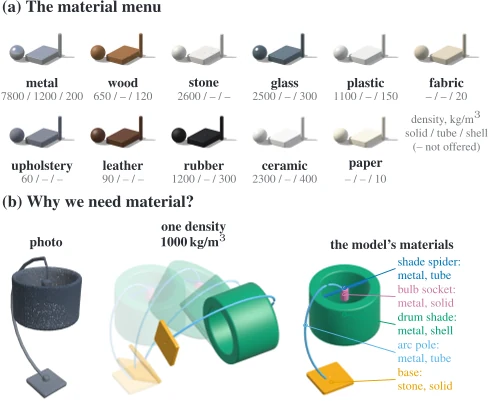 (a) The material menu
metal
7800 / 1200 / 200
wood
650 / – / 120
stone
2600 / – / –
glass
2500 / – / 300
plastic
1100 / – / 150
fabric
– / – / 20
upholstery
60 / – / –
leather
90 / – / –
rubber
1200 / – / 300
ceramic
2300 / – / 400
paper
– / – / 10
density, kg/m³
solid / tube / shell
(– not offered)
(b) Why we need material?
photo
one density
1000 kg/m³
the model's materials
shade spider:
metal, tube
bulb socket:
metal, solid
drum shade:
metal, shell
arc pole:
metal, tube
base:
stone, solid